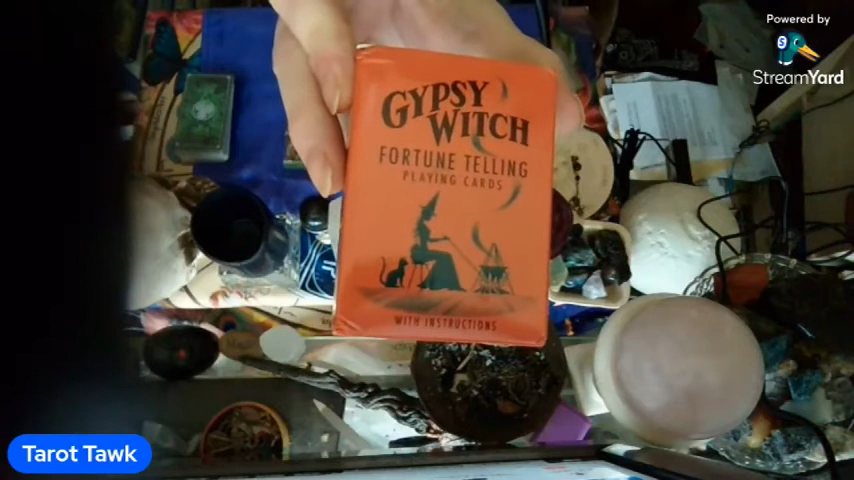 Powered by
StreamYard
GYPSY
WITCH
FORTUNE TELLING
PLAYING CARDS
WITH INSTRUCTIONS
Tarot Tawk